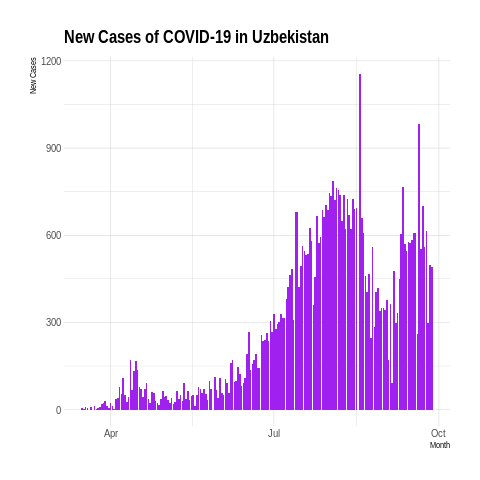 New Cases of COVID-19 in Uzbekistan
New Cases
1200
900
600
300
0
Apr
Jul
Oct
Month